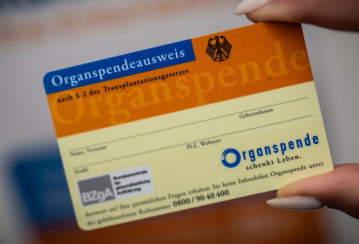 Organspendeausweis
nach § 2 des Transplantationsgesetzes
Organspende
Name, Vorname
Geburtsdatum
Straße
PLZ, Wohnort
BZgA
Bundeszentrale
für
gesundheitliche
Aufklärung
Organspende
schenkt Leben.
Antwort auf Ihre persönlichen Fragen erhalten Sie beim Infotelefon Organspende unter
der gebührenfreien Rufnummer 0800 / 90 40 400.